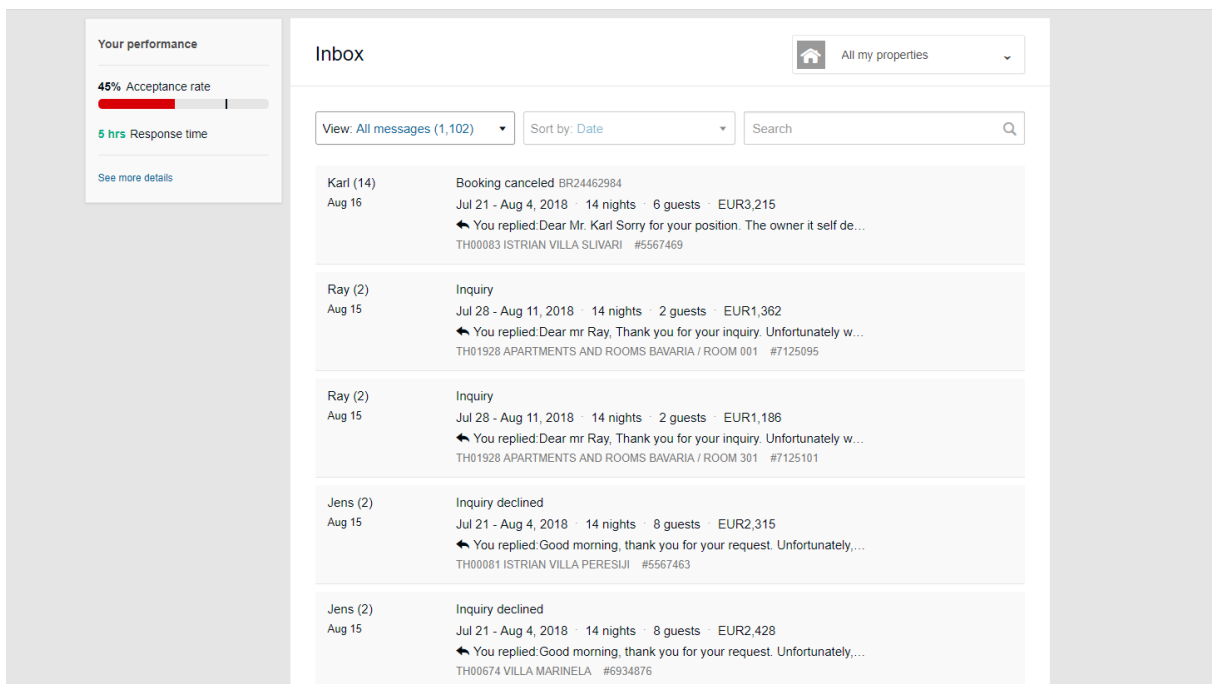 Your performance
45% Acceptance rate
5 hrs Response time
See more details
Inbox
All my properties
View: All messages (1,102)
Sort by: Date
Search
Karl (14)
Aug 16
Booking canceled BR24462984
Jul 21 - Aug 4, 2018 · 14 nights · 6 guests · EUR3,215
You replied:Dear Mr. Karl Sorry for your position. The owner it self de...
TH00083 ISTRIAN VILLA SLIVARI #5567469
Ray (2)
Aug 15
Inquiry
Jul 28 - Aug 11, 2018 · 14 nights · 2 guests · EUR1,362
You replied:Dear mr Ray, Thank you for your inquiry. Unfortunately w...
TH01928 APARTMENTS AND ROOMS BAVARIA / ROOM 001 #7125095
Ray (2)
Aug 15
Inquiry
Jul 28 - Aug 11, 2018 · 14 nights · 2 guests · EUR1,186
You replied:Dear mr Ray, Thank you for your inquiry. Unfortunately w...
TH01928 APARTMENTS AND ROOMS BAVARIA / ROOM 301 #7125101
Jens (2)
Aug 15
Inquiry declined
Jul 21 - Aug 4, 2018 · 14 nights · 8 guests · EUR2,315
You replied:Good morning, thank you for your request. Unfortunately,...
TH00081 ISTRIAN VILLA PERESIJI #5567463
Jens (2)
Aug 15
Inquiry declined
Jul 21 - Aug 4, 2018 · 14 nights · 8 guests · EUR2,428
You replied:Good morning, thank you for your request. Unfortunately,...
TH00674 VILLA MARINELA #6934876